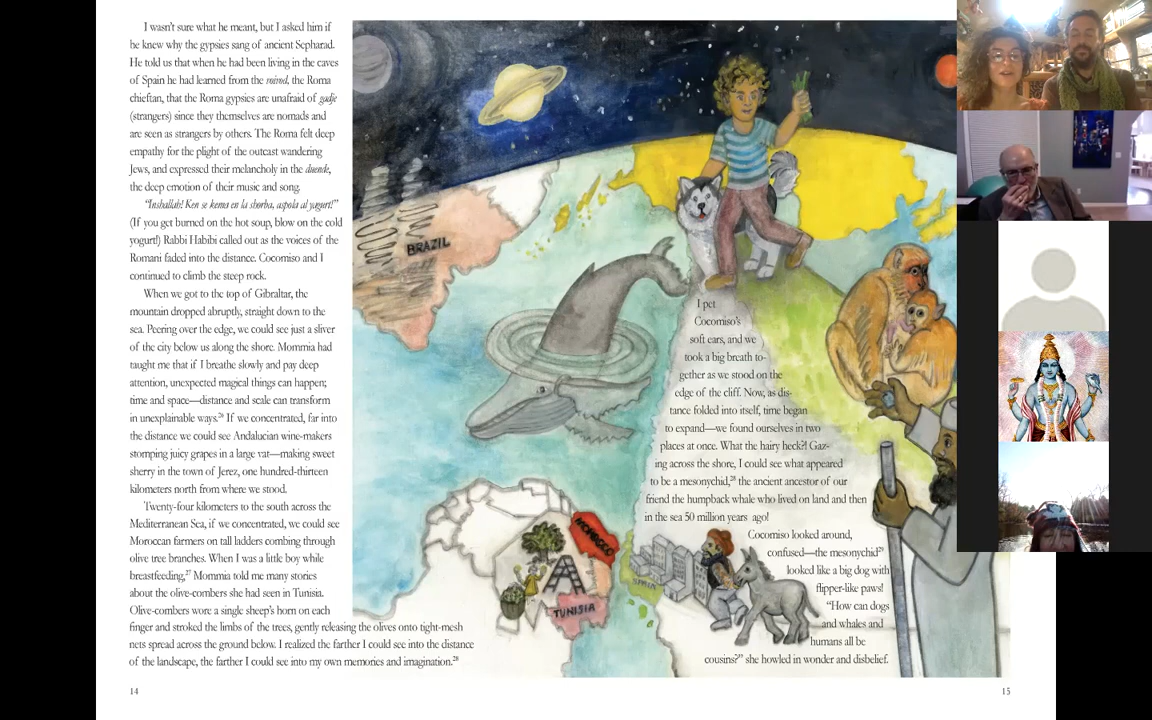 I wasn't sure what he meant, but I asked him if
he knew why the gypsies sang of ancient Sepharad.
He told us that when he had been living in the caves
of Spain he had learned from the voivod, the Roma
chieftan, that the Roma gypsies are unafraid of gadje
(strangers) since they themselves are nomads and
are seen as strangers by others. The Roma felt deep
empathy for the plight of the outcast wandering
Jews, and expressed their melancholy in the duende,
the deep emotion of their music and song.
“Inshallah! Ken se kema en la shorba, aspola al yagurt!”
(If you get burned on the hot soup, blow on the cold
yogurt!) Rabbi Habibi called out as the voices of the
Romani faded into the distance. Cocomiso and I
continued to climb the steep rock.
When we got to the top of Gibraltar, the
mountain dropped abruptly, straight down to the
sea. Peering over the edge, we could see just a sliver
of the city below us along the shore. Mommia had
taught me that if I breathe slowly and pay deep
attention, unexpected magical things can happen;
time and space—distance and scale can transform
in unexplainable ways.²⁶ If we concentrated, far into
the distance we could see Andalucian wine-makers
stomping juicy grapes in a large vat—making sweet
sherry in the town of Jerez, one hundred-thirteen
kilometers north from where we stood.
Twenty-four kilometers to the south across the
Mediterranean Sea, if we concentrated, we could see
Moroccan farmers on tall ladders combing through
olive tree branches. When I was a little boy while
breastfeeding,²⁷ Mommia told me many stories
about the olive-combers she had seen in Tunisia.
Olive-combers wore a single sheep's horn on each
finger and stroked the limbs of the trees, gently releasing the olives onto tight-mesh
nets spread across the ground below. I realized the farther I could see into the distance
of the landscape, the farther I could see into my own memories and imagination.²⁸
14
BRAZIL
MOROCCO
TUNISIA
I pet
Cocomiso's
soft ears, and we
took a big breath to-
gether as we stood on the
edge of the cliff. Now, as dis-
tance folded into itself, time began
to expand—we found ourselves in two
places at once. What the hairy heck?! Gaz-
ing across the shore, I could see what appeared
to be a mesonychid,²⁸ the ancient ancestor of our
friend the humpback whale who lived on land and then
in the sea 50 million years ago!
Cocomiso looked around,
confused—the mesonychid²⁹
looked like a big dog with
flipper-like paws!
“How can dogs
and whales and
humans all be
cousins?” she howled in wonder and disbelief.
15